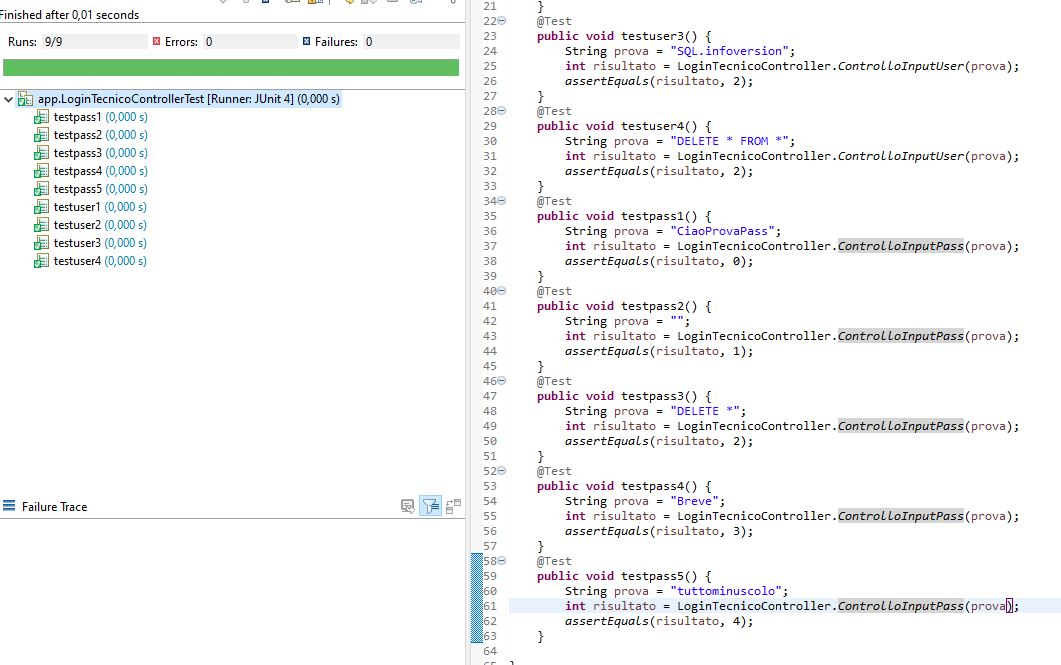 Finished after 0,01 seconds
Runs: 9/9 Errors: 0 Failures: 0
app.LoginTecnicoControllerTest [Runner: JUnit 4] (0,000 s)
testpass1 (0,000 s)
testpass2 (0,000 s)
testpass3 (0,000 s)
testpass4 (0,000 s)
testpass5 (0,000 s)
testuser1 (0,000 s)
testuser2 (0,000 s)
testuser3 (0,000 s)
testuser4 (0,000 s)
Failure Trace
21 }
22 @Test
23 public void testuser3() {
24 String prova = "SQL.infoversion";
25 int risultato = LoginTecnicoController.ControlloInputUser(prova);
26 assertEquals(risultato, 2);
27 }
28 @Test
29 public void testuser4() {
30 String prova = "DELETE * FROM *";
31 int risultato = LoginTecnicoController.ControlloInputUser(prova);
32 assertEquals(risultato, 2);
33 }
34 @Test
35 public void testpass1() {
36 String prova = "CiaoProvaPass";
37 int risultato = LoginTecnicoController.ControlloInputPass(prova);
38 assertEquals(risultato, 0);
39 }
40 @Test
41 public void testpass2() {
42 String prova = "";
43 int risultato = LoginTecnicoController.ControlloInputPass(prova);
44 assertEquals(risultato, 1);
45 }
46 @Test
47 public void testpass3() {
48 String prova = "DELETE *";
49 int risultato = LoginTecnicoController.ControlloInputPass(prova);
50 assertEquals(risultato, 2);
51 }
52 @Test
53 public void testpass4() {
54 String prova = "Breve";
55 int risultato = LoginTecnicoController.ControlloInputPass(prova);
56 assertEquals(risultato, 3);
57 }
58 @Test
59 public void testpass5() {
60 String prova = "tuttominuscolo";
61 int risultato = LoginTecnicoController.ControlloInputPass(prova);
62 assertEquals(risultato, 4);
63 }
64